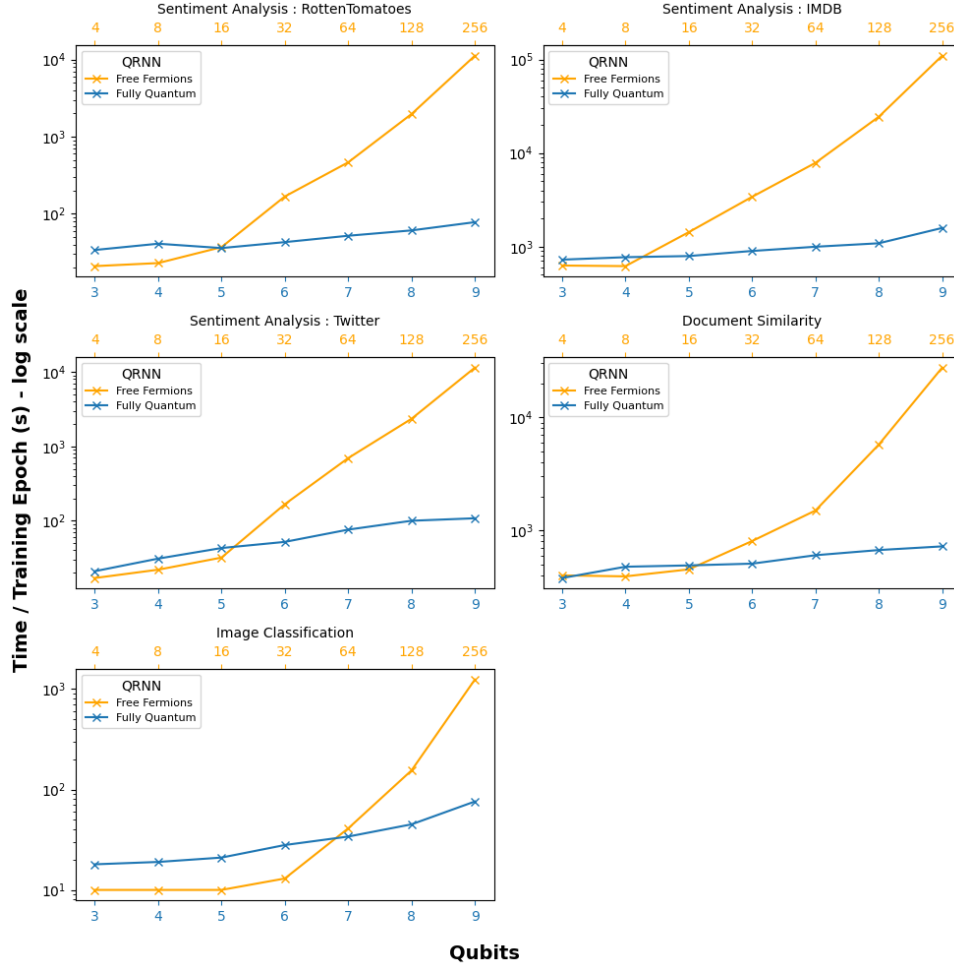 Sentiment Analysis : RottenTomatoes
4 8 16 32 64 128 256
10^4
10^3
10^2
QRNN
Free Fermions
Fully Quantum
3 4 5 6 7 8 9
Sentiment Analysis : IMDB
4 8 16 32 64 128 256
10^5
10^4
10^3
QRNN
Free Fermions
Fully Quantum
3 4 5 6 7 8 9
Sentiment Analysis : Twitter
4 8 16 32 64 128 256
10^4
10^3
10^2
QRNN
Free Fermions
Fully Quantum
3 4 5 6 7 8 9
Document Similarity
4 8 16 32 64 128 256
10^4
10^3
QRNN
Free Fermions
Fully Quantum
3 4 5 6 7 8 9
Image Classification
4 8 16 32 64 128 256
10^3
10^2
10^1
QRNN
Free Fermions
Fully Quantum
3 4 5 6 7 8 9
Time / Training Epoch (s) - log scale
Qubits